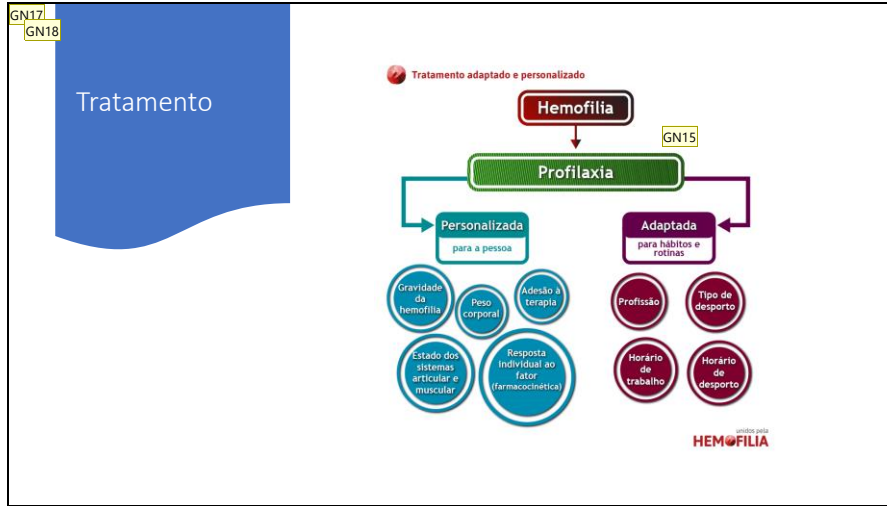 GN17
GN18
Tratamento
Tratamento adaptado e personalizado
Hemofilia
GN15
Profilaxia
Personalizada
para a pessoa
Adaptada
para hábitos e
rotinas
Gravidade
da
hemofilia
Peso
corporal
Adesão à
terapia
Estado dos
sistemas
articular e
muscular
Resposta
individual ao
fator
(farmacocinética)
Profissão
Tipo de
desporto
Horário
de
trabalho
Horário
de
desporto
unidos pela
HEMOFILIA